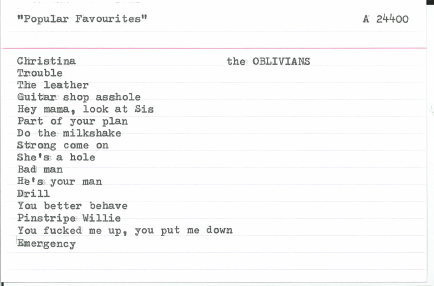 "Popular Favourites" A 24400
Christina the OBLIVIANS
Trouble
The leather
Guitar shop asshole
Hey mama, look at Sis
Part of your plan
Do the milkshake
Strong come on
She's a hole
Bad man
He's your man
Drill
You better behave
Pinstripe Willie
You fucked me up, you put me down
Emergency